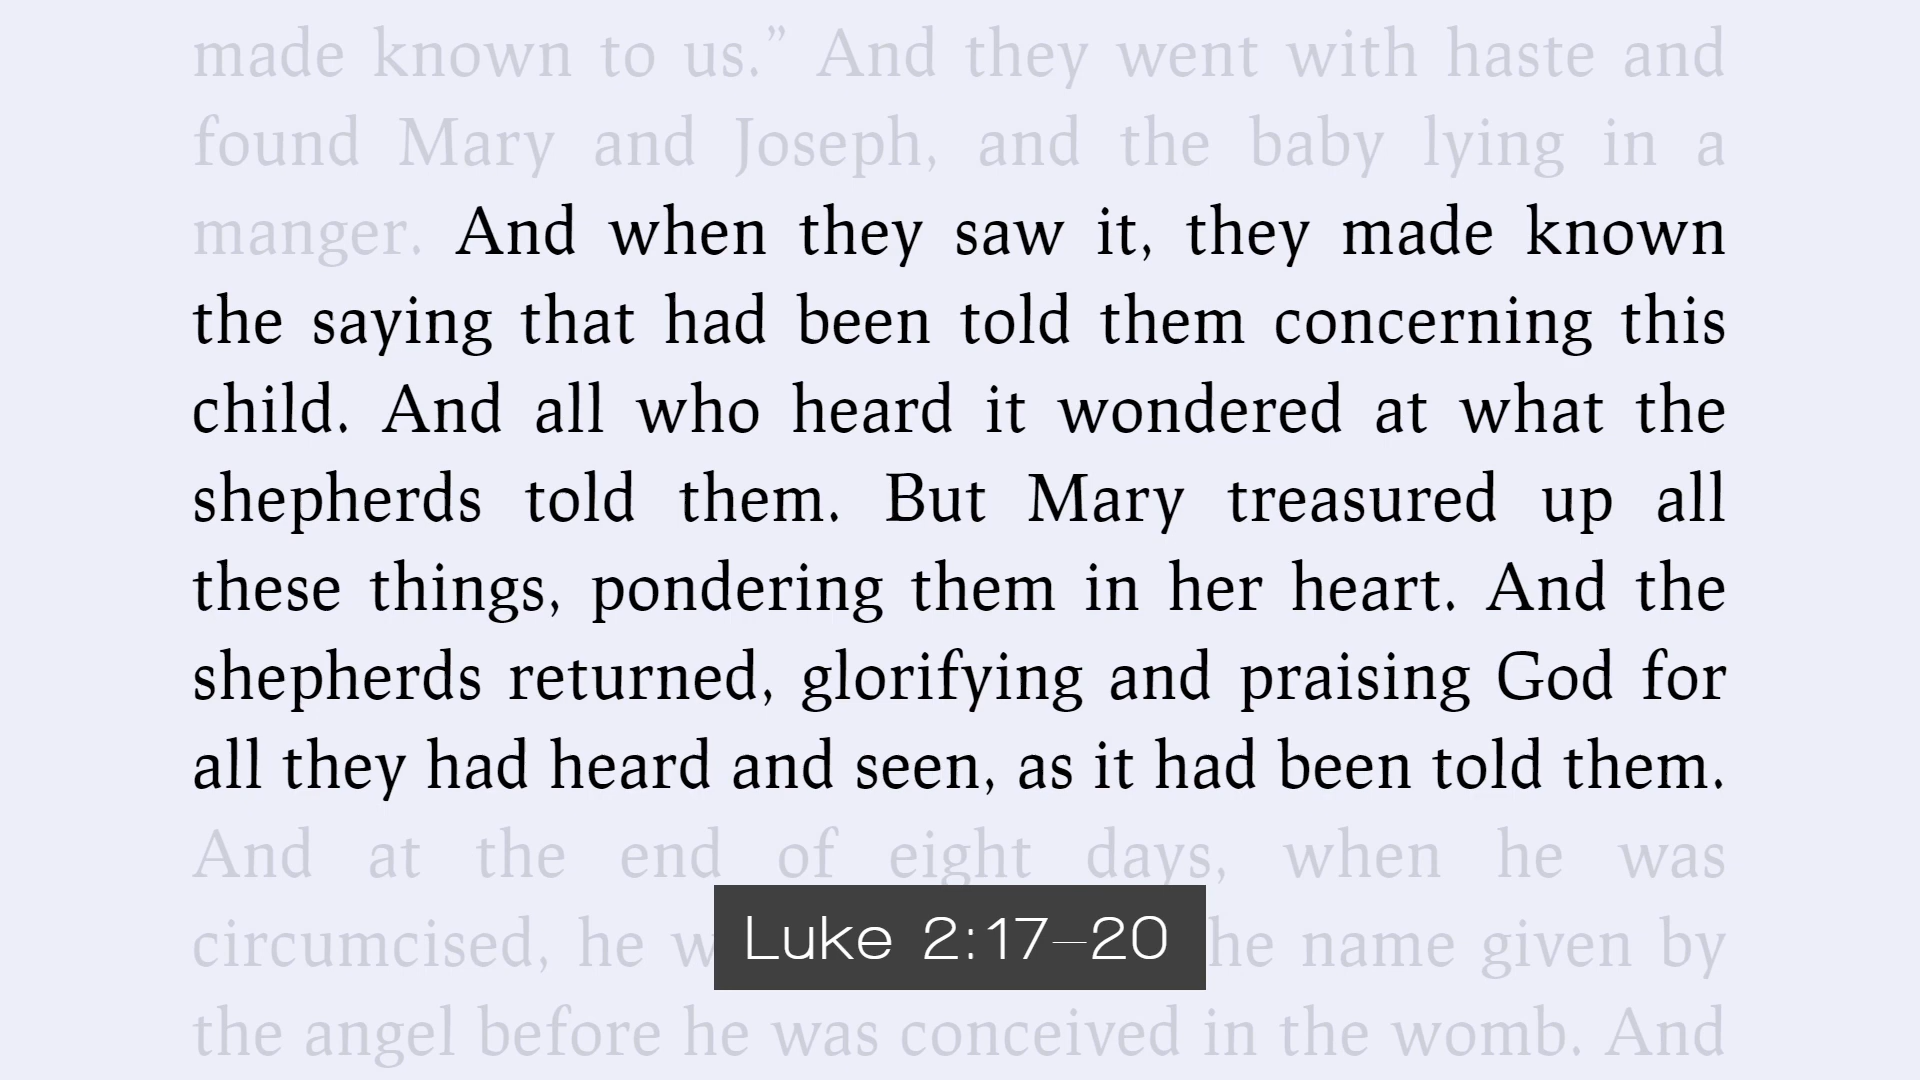 made known to us.” And they went with haste and
found Mary and Joseph, and the baby lying in a
manger. And when they saw it, they made known
the saying that had been told them concerning this
child. And all who heard it wondered at what the
shepherds told them. But Mary treasured up all
these things, pondering them in her heart. And the
shepherds returned, glorifying and praising God for
all they had heard and seen, as it had been told them.
And at the end of eight days, when he was
circumcised, he name given by
Luke 2:17–20
the angel before he was conceived in the womb. And